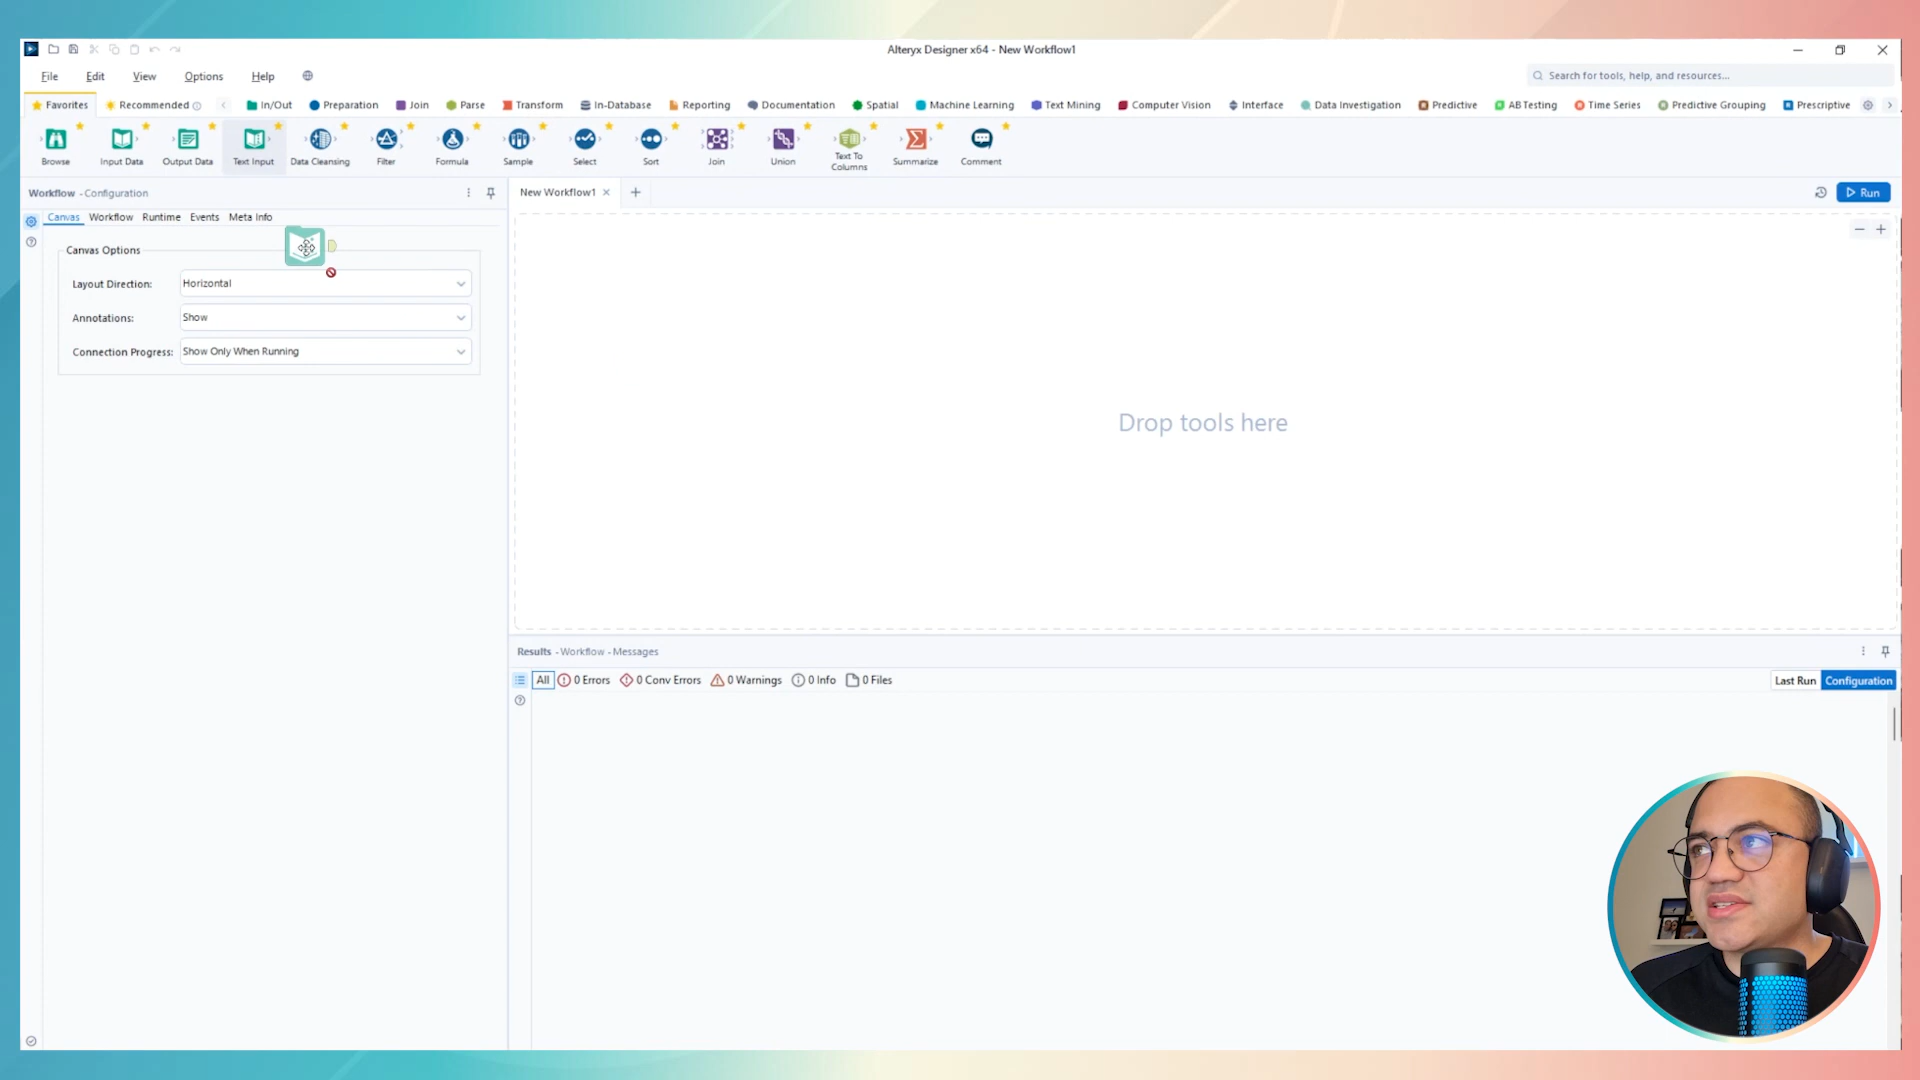 Alteryx Designer x64 - New Workflow1
File Edit View Options Help
Search for tools, help, and resources...
Favorites Recommended In/Out Preparation Join Parse Transform In-Database Reporting Documentation Spatial Machine Learning Text Mining Computer Vision Interface Data Investigation Predictive AB Testing Time Series Predictive Grouping Prescriptive
Browse Input Data Output Data Text Input Data Cleansing Filter Formula Sample Select Sort Join Union Text To Columns Summarize Comment
Workflow - Configuration
New Workflow1
Run
Canvas Workflow Runtime Events Meta Info
Canvas Options
Layout Direction: Horizontal
Annotations: Show
Connection Progress: Show Only When Running
Drop tools here
Results - Workflow - Messages
All 0 Errors 0 Conv Errors 0 Warnings 0 Info 0 Files
Last Run Configuration